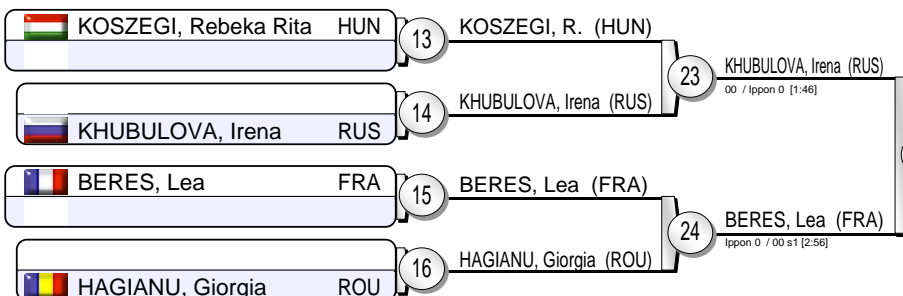 KOSZEGI, Rebeka Rita HUN
13
KOSZEGI, R. (HUN)
23
KHUBULOVA, Irena (RUS)
00 / Ippon 0 [1:46]
14
KHUBULOVA, Irena (RUS)
KHUBULOVA, Irena RUS
BERES, Lea FRA
15
BERES, Lea (FRA)
24
BERES, Lea (FRA)
Ippon 0 / 00 s1 [2:56]
16
HAGIANU, Giorgia (ROU)
HAGIANU, Giorgia ROU